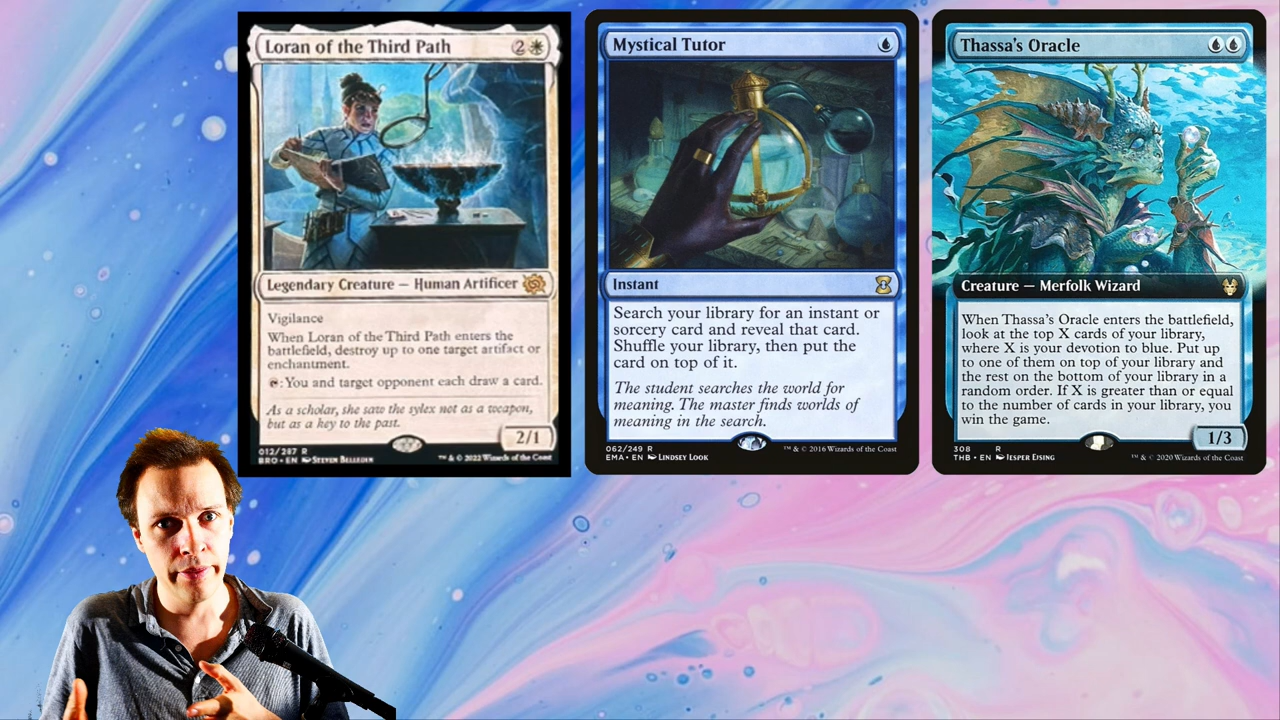 Loran of the Third Path 2
Legendary Creature — Human Artificer
Vigilance
When Loran of the Third Path enters the
battlefield, destroy up to one target artifact or
enchantment.
: You and target opponent each draw a card.
As a scholar, she saw the sylex not as a weapon,
but as a key to the past.
2/1
012/287 R
BRO • EN Steven Belledin
™ & © 2022 Wizards of the Coast
Mystical Tutor
Instant
Search your library for an instant or
sorcery card and reveal that card.
Shuffle your library, then put the
card on top of it.
The student searches the world for
meaning. The master finds worlds of
meaning in the search.
062/249 R
EMA • EN Lindsey Look
™ & © 2016 Wizards of the Coast
Thassa's Oracle
Creature — Merfolk Wizard
When Thassa's Oracle enters the battlefield,
look at the top X cards of your library,
where X is your devotion to blue. Put up
to one of them on top of your library and
the rest on the bottom of your library in a
random order. If X is greater than or equal
to the number of cards in your library, you
win the game.
1/3
308 R
THB • EN Jesper Ejsing
™ & © 2020 Wizards of the Coast